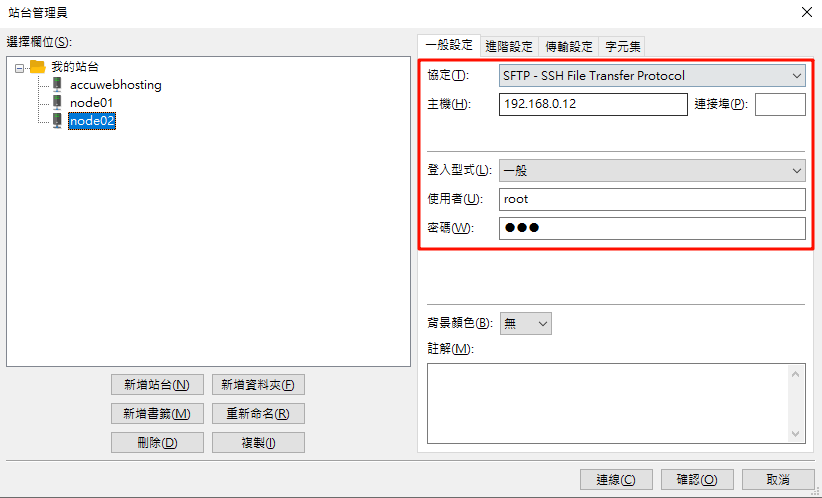 站台管理員
選擇欄位(S):
我的站台
accuwebhosting
node01
node02
新增站台(N) 新增資料夾(F)
新增書籤(M) 重新命名(R)
刪除(D) 複製(I)
一般設定 進階設定 傳輸設定 字元集
協定(T): SFTP - SSH File Transfer Protocol
主機(H): 192.168.0.12 連接埠(P):
登入型式(L): 一般
使用者(U): root
密碼(W): ●●●
背景顏色(B): 無
註解(M):
連線(C) 確認(O) 取消